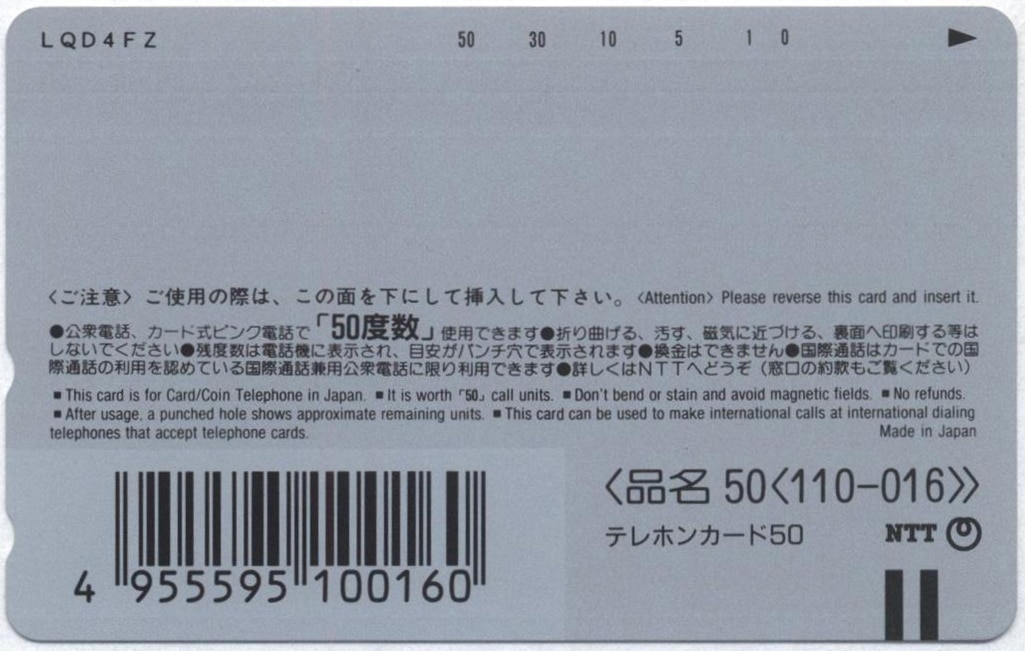 LQD4FZ 50 30 10 5 1 0 ▶
〈ご注意〉ご使用の際は、この面を下にして挿入して下さい。〈Attention〉Please reverse this card and insert it.
●公衆電話、カード式ピンク電話で「50度数」使用できます●折り曲げる、汚す、磁気に近づける、裏面へ印刷する等は
しないでください●残度数は電話機に表示され、目安がパンチ穴で表示されます●換金はできません●国際通話はカードでの国
際通話の利用を認めている国際通話兼用公衆電話に限り利用できます●詳しくはNTTへどうぞ（窓口の約款もご覧ください）
■This card is for Card/Coin Telephone in Japan. ■It is worth「50」call units. ■Don't bend or stain and avoid magnetic fields. ■No refunds.
■After usage, a punched hole shows approximate remaining units. ■This card can be used to make international calls at international dialing
telephones that accept telephone cards. Made in Japan
〈品名 50〈110-016〉〉
テレホンカード50 NTT
4 955595 100160